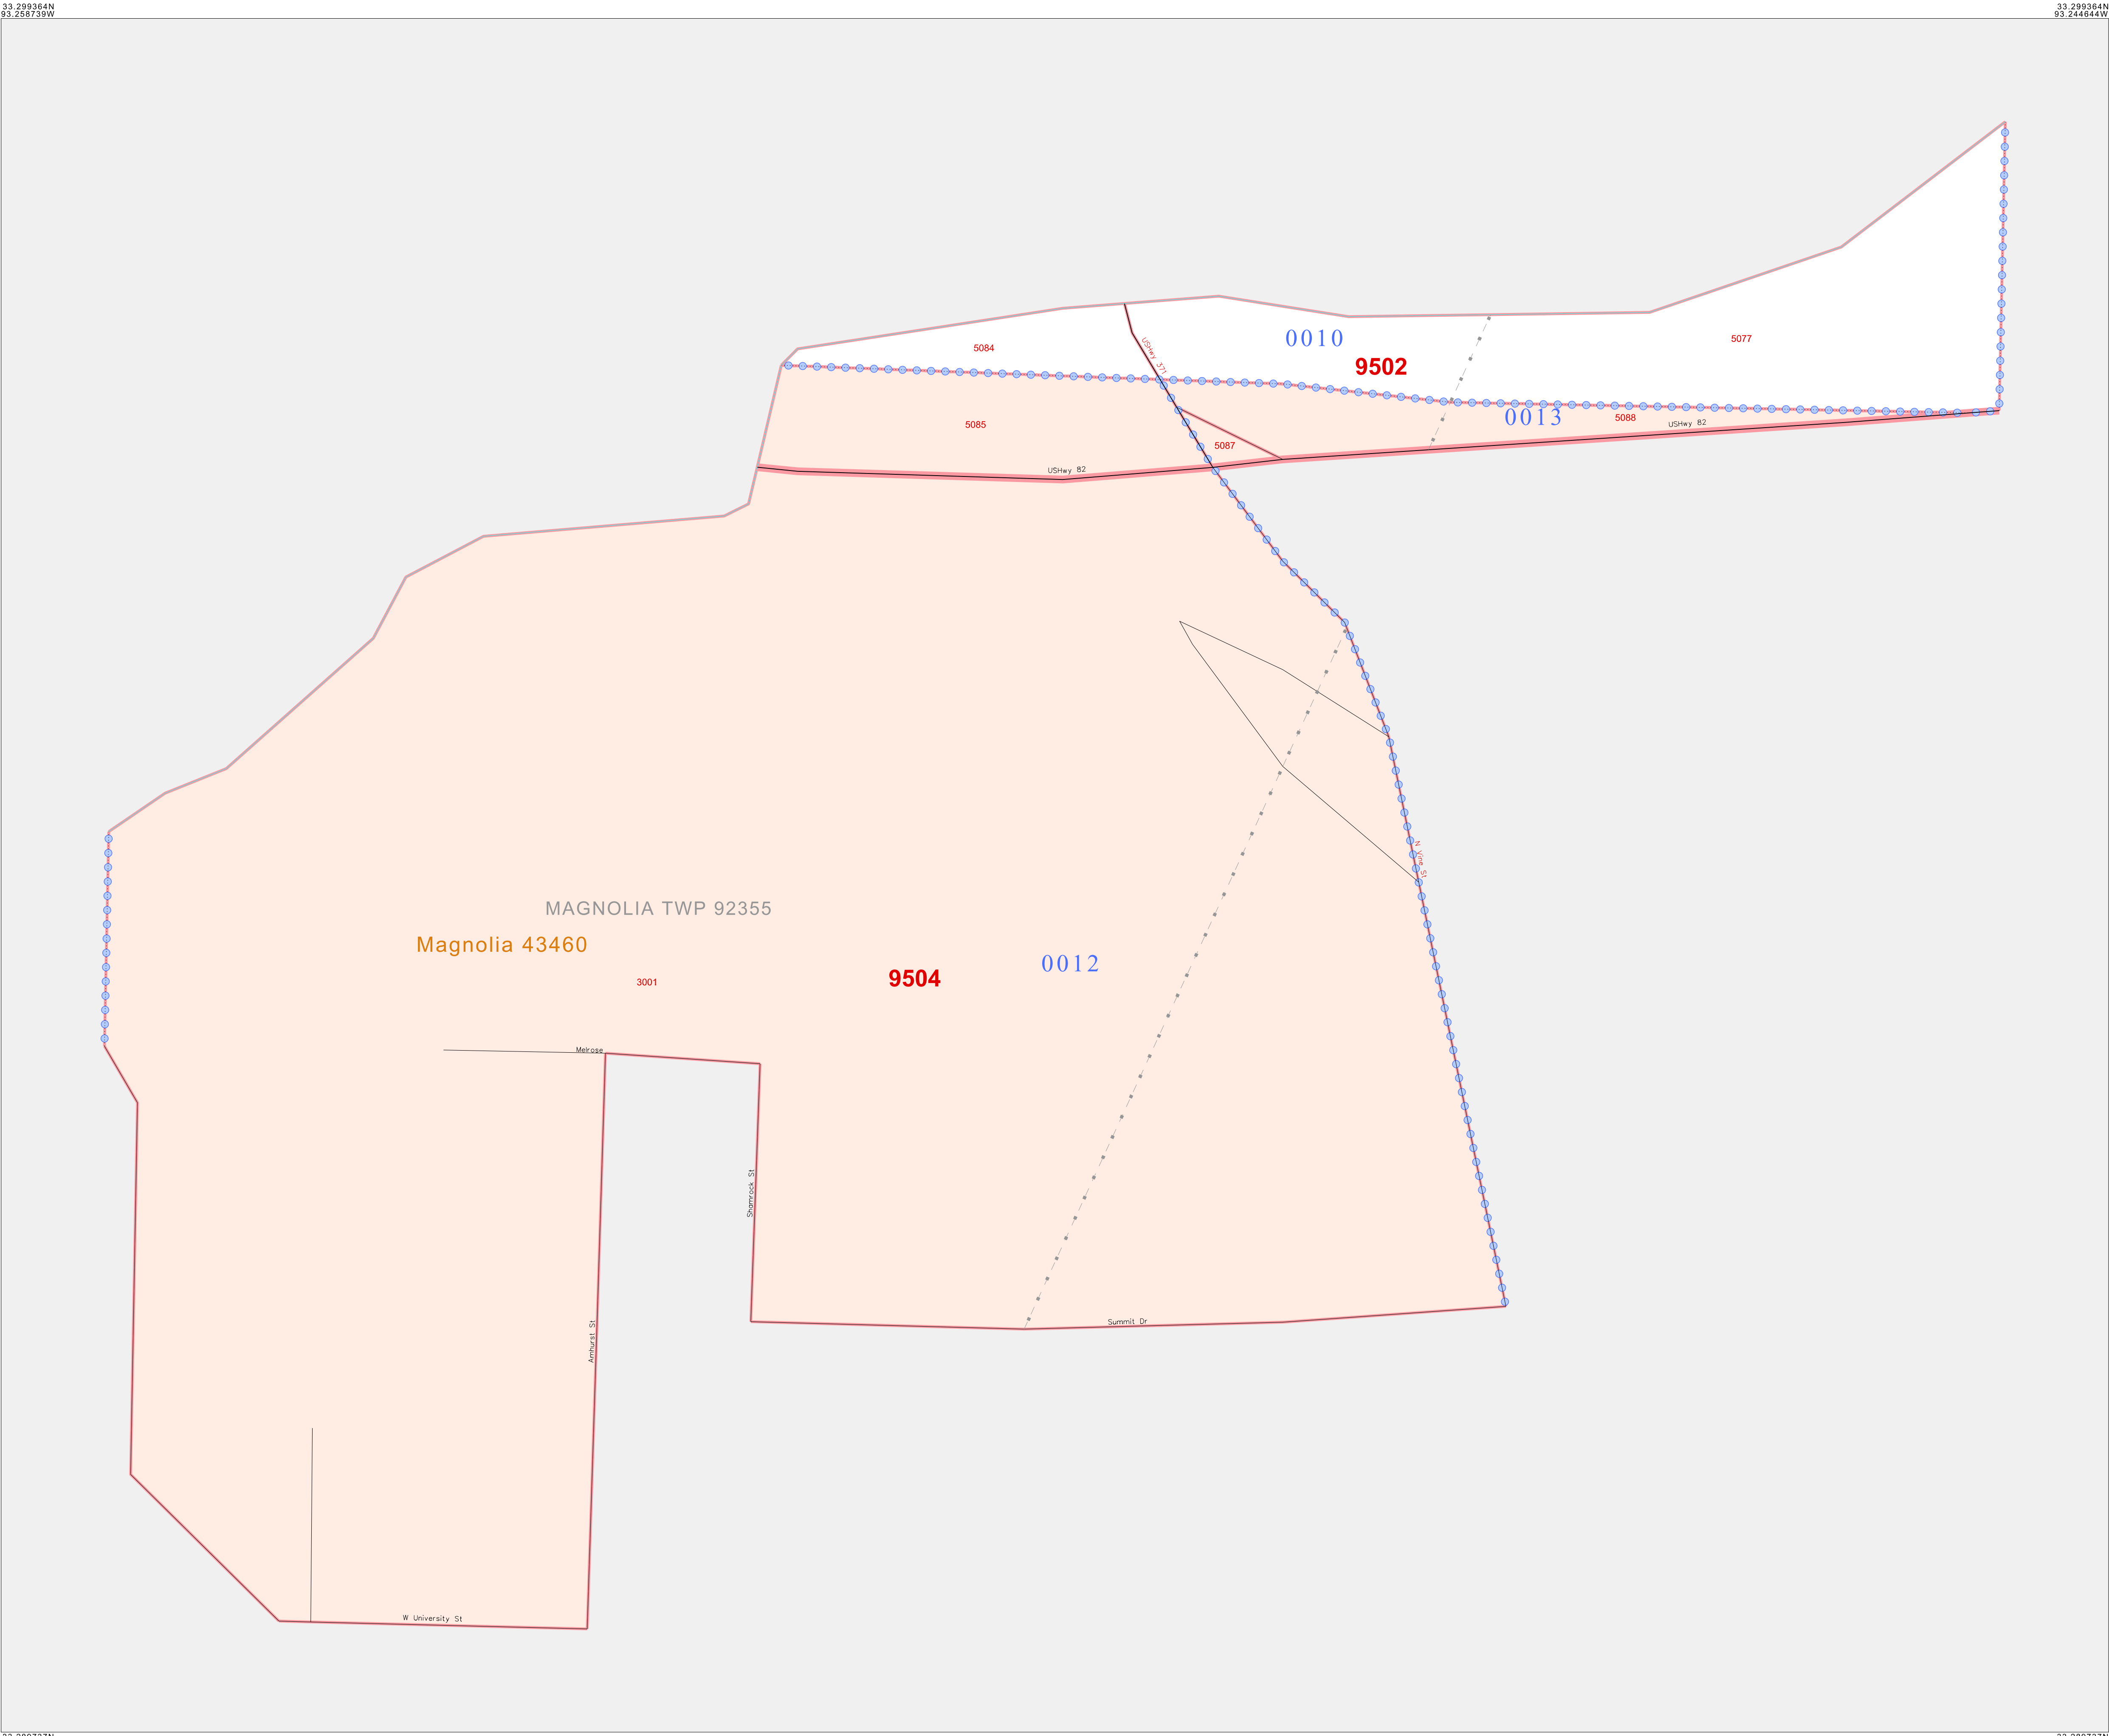 33.299364N
93.258739W
33.299364N
93.244644W
0010
5077
5084
USHwy 371
9502
0013
5088
USHwy 82
5085
5087
USHwy 82
N Vine St
MAGNOLIA TWP 92355
Magnolia 43460
0012
9504
3001
Melrose
Shamrock St
Summit Dr
Amhurst St
W University St